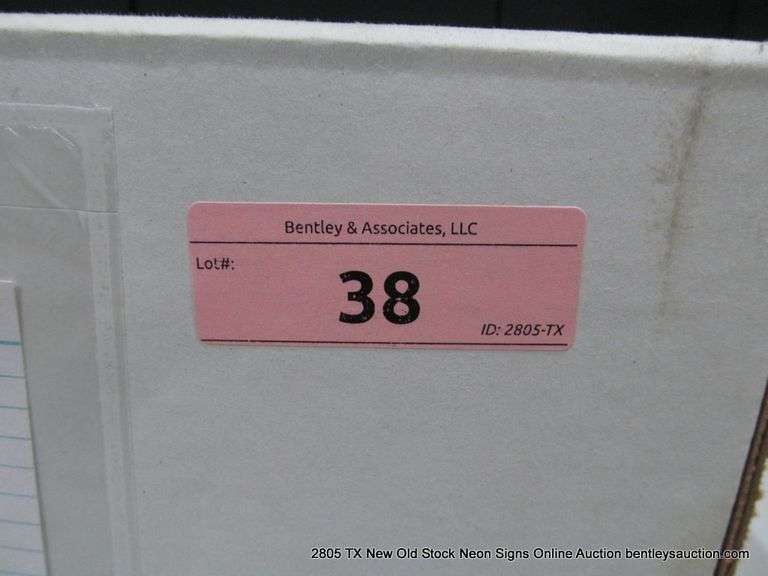 Bentley & Associates, LLC
Lot#:
38
ID: 2805-TX
2805 TX New Old Stock Neon Signs Online Auction bentleysauction.com